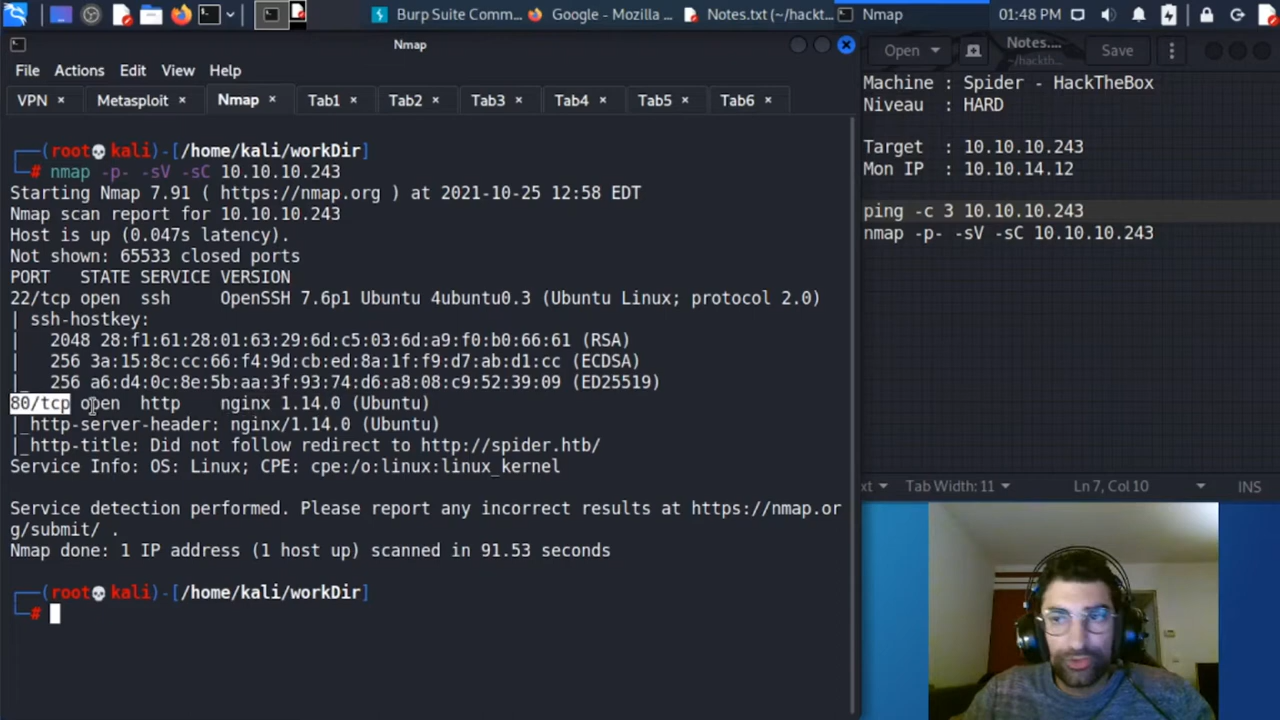 Burp Suite Comm...
Google - Mozilla ...
Notes.txt (~/hackt...
Nmap
01:48 PM
Nmap
File Actions Edit View Help
VPN × Metasploit × Nmap × Tab1 × Tab2 × Tab3 × Tab4 × Tab5 × Tab6 ×
┌──(root💀kali)-[/home/kali/workDir]
└─# nmap -p- -sV -sC 10.10.10.243
Starting Nmap 7.91 ( https://nmap.org ) at 2021-10-25 12:58 EDT
Nmap scan report for 10.10.10.243
Host is up (0.047s latency).
Not shown: 65533 closed ports
PORT   STATE SERVICE VERSION
22/tcp open  ssh     OpenSSH 7.6p1 Ubuntu 4ubuntu0.3 (Ubuntu Linux; protocol 2.0)
| ssh-hostkey:
|   2048 28:f1:61:28:01:63:29:6d:c5:03:6d:a9:f0:b0:66:61 (RSA)
|   256 3a:15:8c:cc:66:f4:9d:cb:ed:8a:1f:f9:d7:ab:d1:cc (ECDSA)
|_  256 a6:d4:0c:8e:5b:aa:3f:93:74:d6:a8:08:c9:52:39:09 (ED25519)
80/tcp open  http    nginx 1.14.0 (Ubuntu)
|_http-server-header: nginx/1.14.0 (Ubuntu)
|_http-title: Did not follow redirect to http://spider.htb/
Service Info: OS: Linux; CPE: cpe:/o:linux:linux_kernel
Service detection performed. Please report any incorrect results at https://nmap.or
g/submit/ .
Nmap done: 1 IP address (1 host up) scanned in 91.53 seconds
┌──(root💀kali)-[/home/kali/workDir]
└─#
Open
Notes....
~/hackth...
Save
Machine : Spider - HackTheBox
Niveau  : HARD
Target  : 10.10.10.243
Mon IP  : 10.10.14.12
ping -c 3 10.10.10.243
nmap -p- -sV -sC 10.10.10.243
xt Tab Width: 11 Ln 7, Col 10 INS